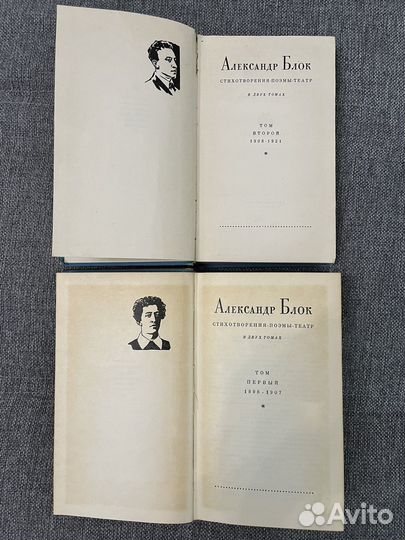 Александр Блок
СТИХОТВОРЕНИЯ·ПОЭМЫ·ТЕАТР
В ДВУХ ТОМАХ
ТОМ
ВТОРОЙ
1908-1921
Александр Блок
СТИХОТВОРЕНИЯ·ПОЭМЫ·ТЕАТР
В ДВУХ ТОМАХ
ТОМ
ПЕРВЫЙ
1898-1907
Avito